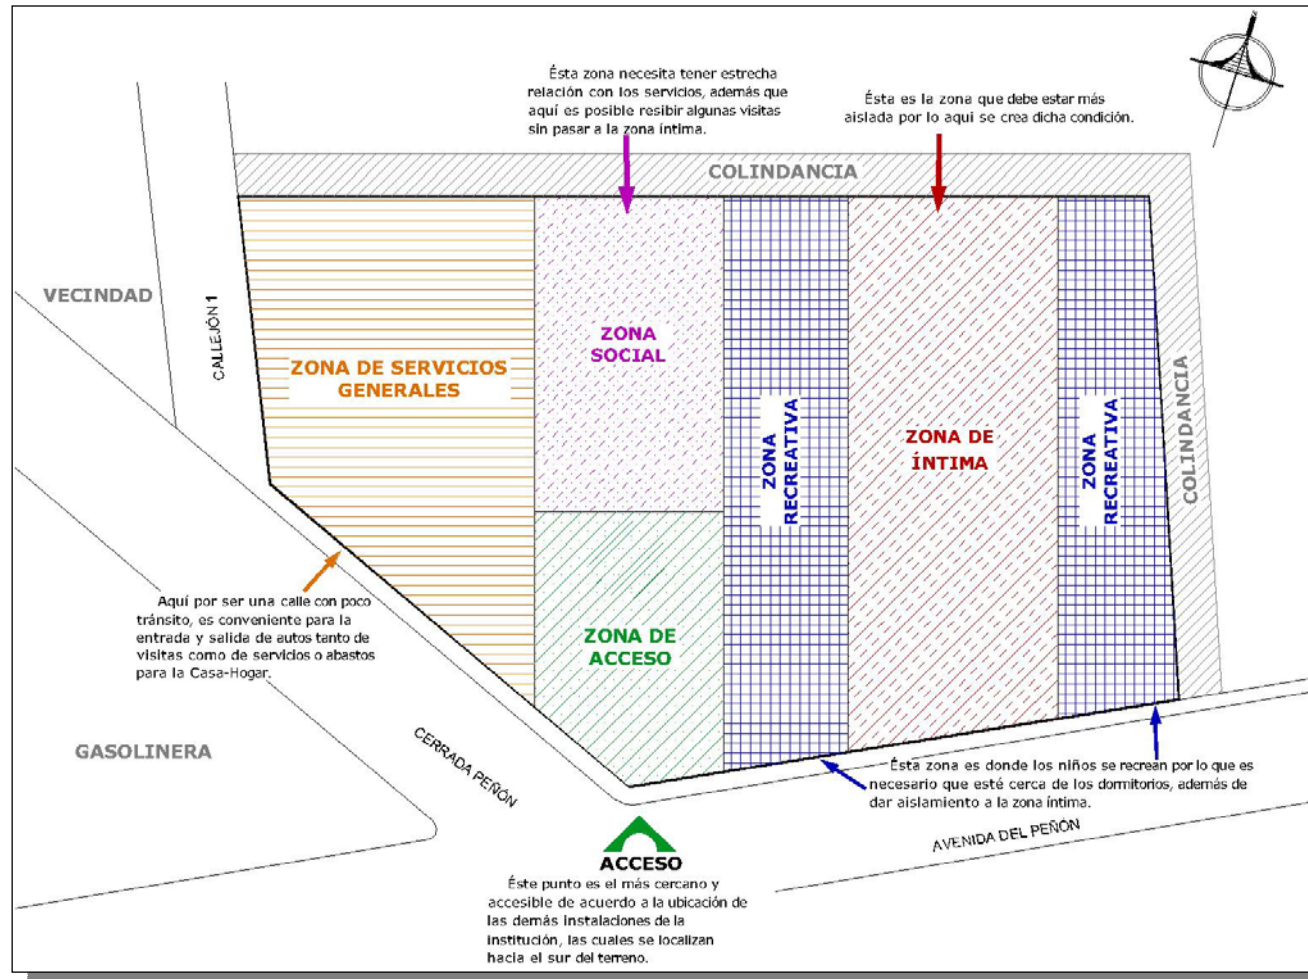 Ésta zona necesita tener estrecha
relación con los servicios, además que
aquí es posible resibir algunas visitas
sin pasar a la zona íntima.
Ésta es la zona que debe estar más
aislada por lo aqui se crea dicha condición.
COLINDANCIA
VECINDAD
CALLEJÓN 1
ZONA DE SERVICIOS
GENERALES
ZONA
SOCIAL
ZONA
RECREATIVA
ZONA DE
ÍNTIMA
ZONA
RECREATIVA
COLINDANCIA
Aquí por ser una calle con poco
tránsito, es conveniente para la
entrada y salida de autos tanto de
visitas como de servicios o abastos
para la Casa-Hogar.
ZONA DE
ACCESO
GASOLINERA
CERRADA PEÑÓN
Ésta zona es donde los niños se recrean por lo que es
necesario que esté cerca de los dormitorios, además de
dar aislamiento a la zona íntima.
AVENIDA DEL PEÑÓN
ACCESO
Éste punto es el más cercano y
accesible de acuerdo a la ubicación de
las demás instalaciones de la
institución, las cuales se localizan
hacia el sur del terreno.